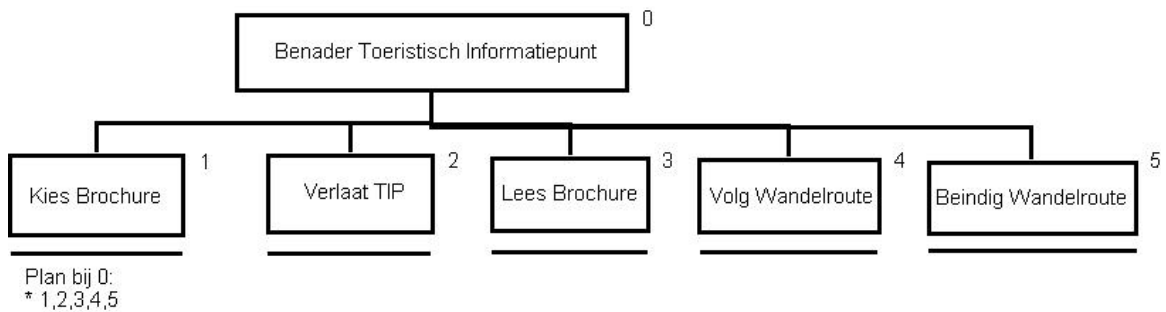 0
Benader Toeristisch Informatiepunt
1
Kies Brochure
2
Verlaat TIP
3
Lees Brochure
4
Volg Wandelroute
5
Beindig Wandelroute
Plan bij 0:
* 1,2,3,4,5